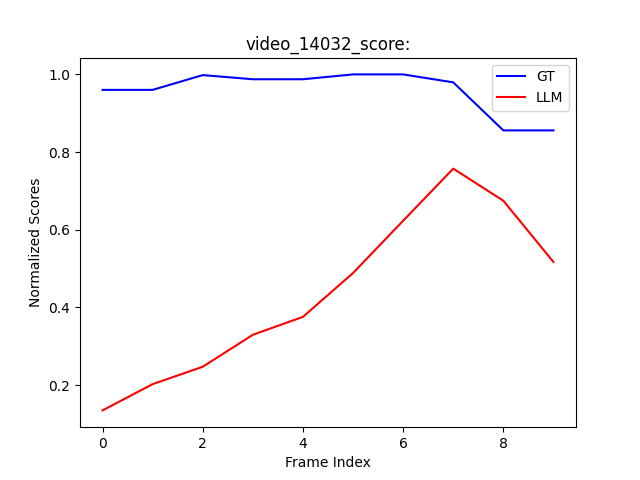 video_14032_score:
GT
LLM
Normalized Scores
1.0
0.8
0.6
0.4
0.2
0 2 4 6 8
Frame Index